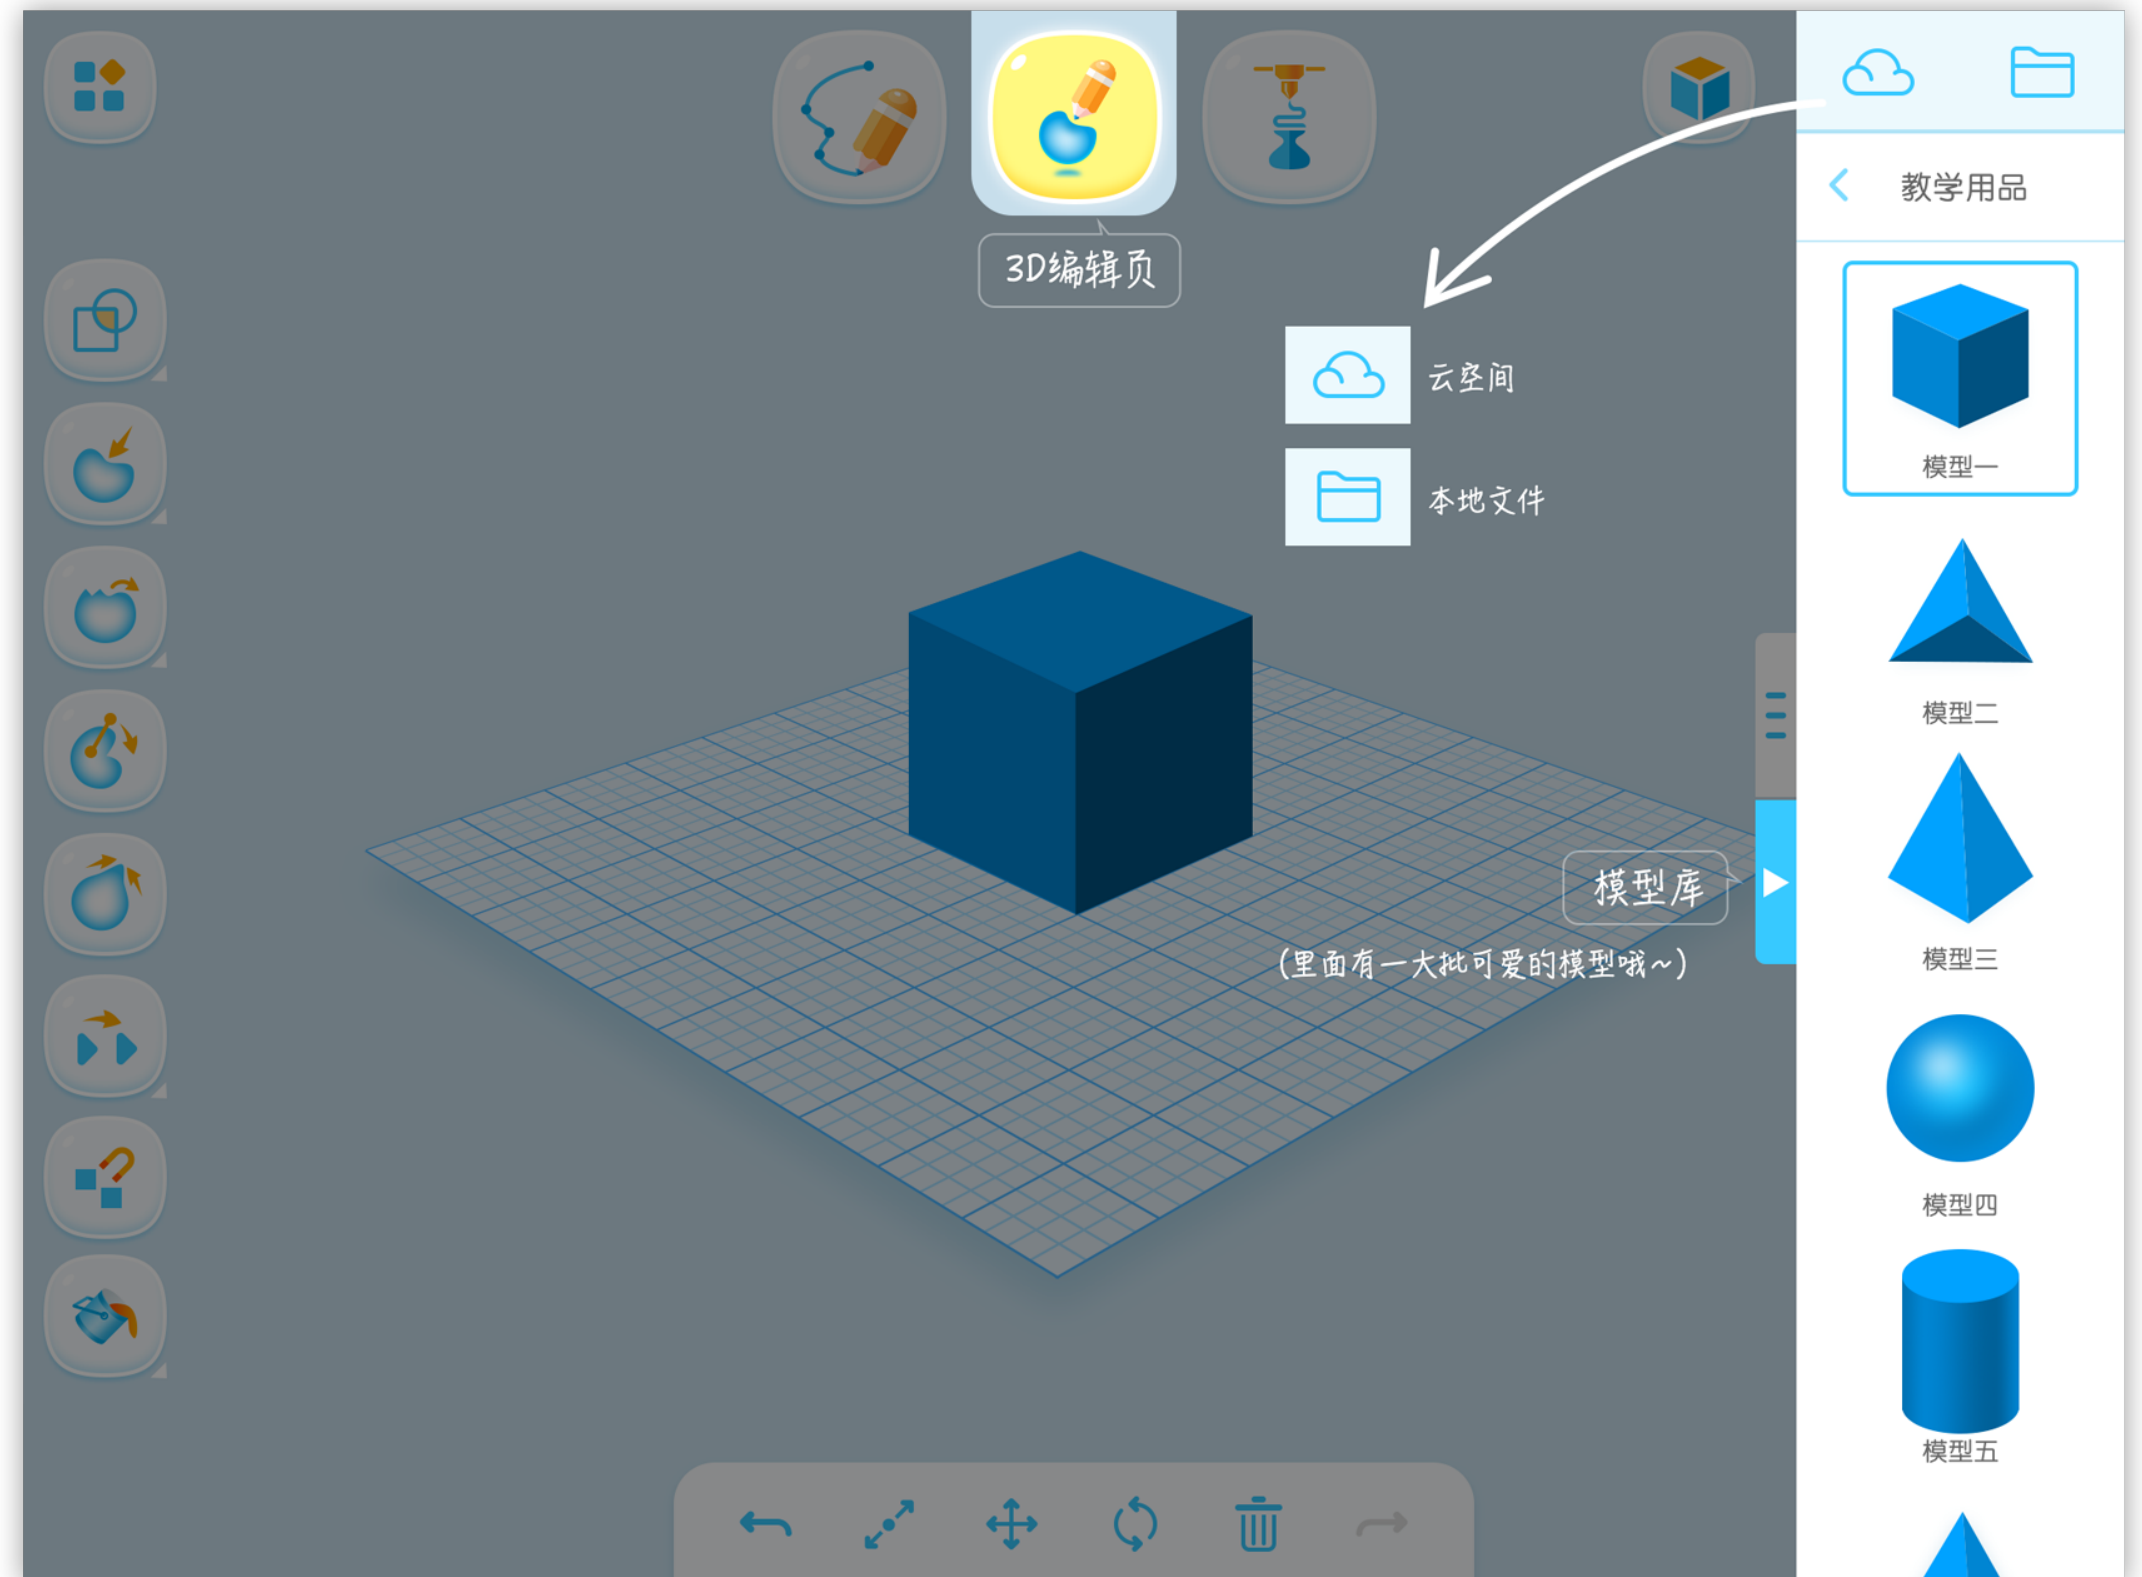 教学用品
3D编辑页
云空间
模型一
本地文件
模型二
模型库
(里面有一大批可爱的模型哦~)
模型三
模型四
模型五